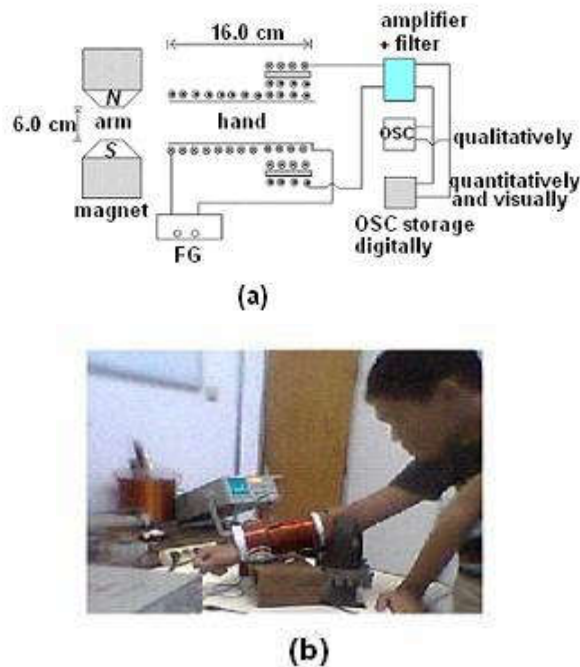 amplifier
+ filter
16.0 cm
N
6.0 cm
arm
hand
S
OSC
qualitatively
magnet
quantitatively
and visually
OSC storage
digitally
FG
(a)
(b)